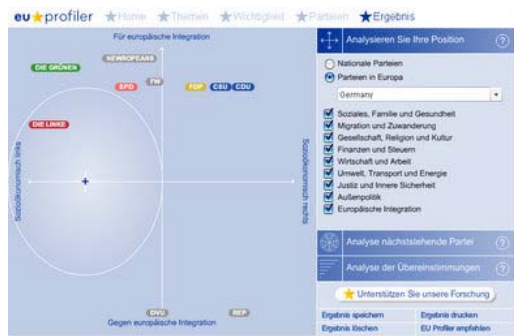 eu profiler Home Themen Wichtigkeit Parteien Ergebnis
Für europäische Integration
NEWROPEANS
DIE GRÜNEN
SPD
FW
FDP
CSU
CDU
DIE LINKE
Sozioökonomisch links
Sozioökonomisch rechts
DVU
REP
Gegen europäische Integration
Analysieren Sie Ihre Position ?
Nationale Parteien
Parteien in Europa
Germany
Soziales, Familie und Gesundheit
Migration und Zuwanderung
Gesellschaft, Religion und Kultur
Finanzen und Steuern
Wirtschaft und Arbeit
Umwelt, Transport und Energie
Justiz und Innere Sicherheit
Außenpolitik
Europäische Integration
Analyse nächststehende Partei ?
Analyse der Übereinstimmungen ?
Unterstützen Sie unsere Forschung
Ergebnis speichern Ergebnis drucken
Ergebnis löschen EU Profiler empfehlen